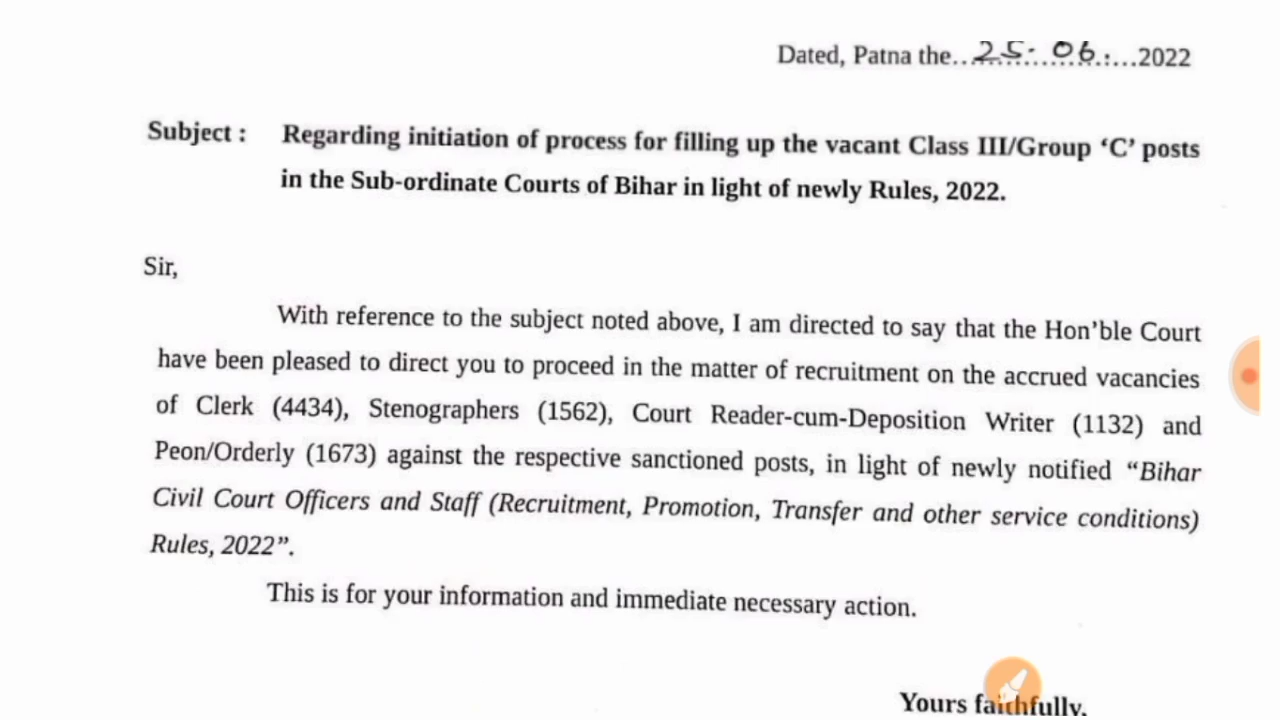 Dated, Patna the...25.06.:...2022
Subject : Regarding initiation of process for filling up the vacant Class III/Group ‘C’ posts
in the Sub-ordinate Courts of Bihar in light of newly Rules, 2022.
Sir,
With reference to the subject noted above, I am directed to say that the Hon’ble Court
have been pleased to direct you to proceed in the matter of recruitment on the accrued vacancies
of Clerk (4434), Stenographers (1562), Court Reader-cum-Deposition Writer (1132) and
Peon/Orderly (1673) against the respective sanctioned posts, in light of newly notified “Bihar
Civil Court Officers and Staff (Recruitment, Promotion, Transfer and other service conditions)
Rules, 2022”.
This is for your information and immediate necessary action.
Yours faithfully,